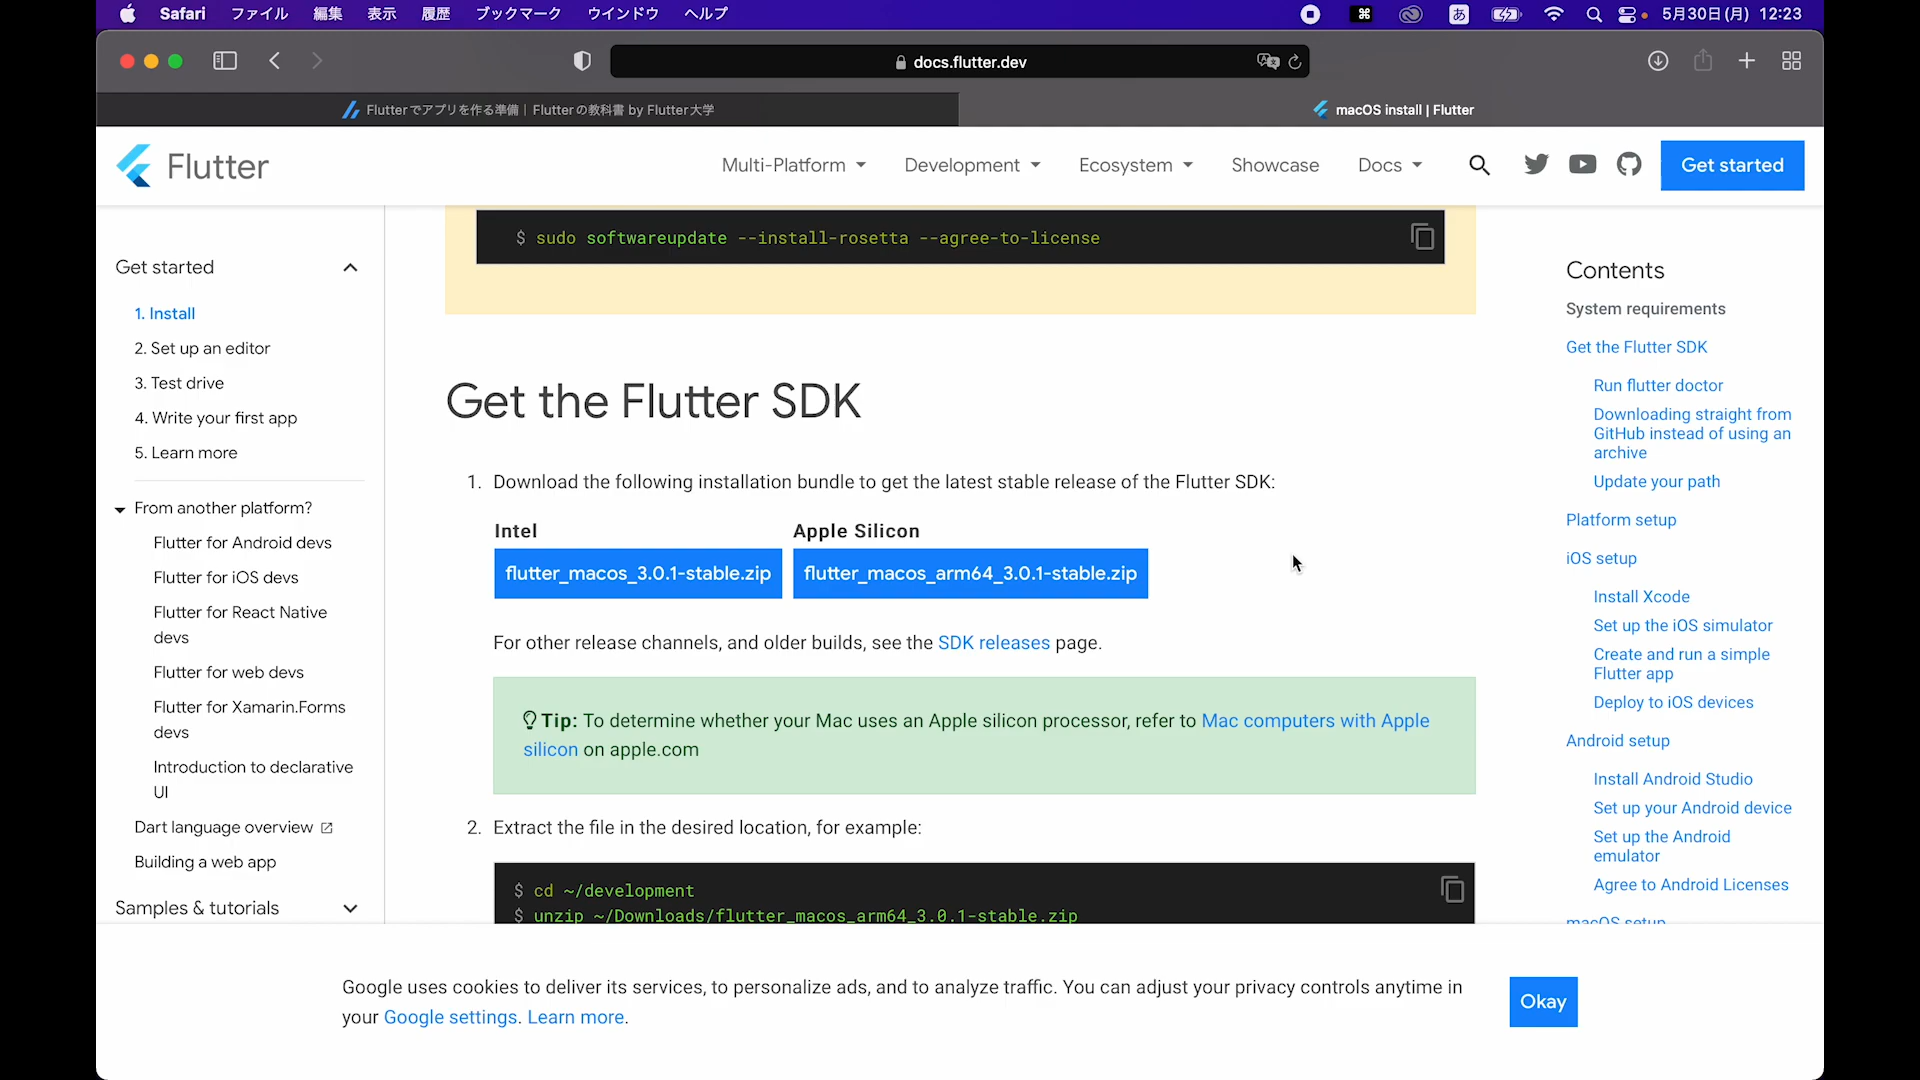 Safari ファイル 編集 表示 履歴 ブックマーク ウインドウ ヘルプ あ 5月30日(月) 12:23
docs.flutter.dev
Flutterでアプリを作る準備 | Flutterの教科書 by Flutter大学
macOS install | Flutter
Flutter
Multi-Platform Development Ecosystem Showcase Docs Get started
Get started
1. Install
2. Set up an editor
3. Test drive
4. Write your first app
5. Learn more
From another platform?
Flutter for Android devs
Flutter for iOS devs
Flutter for React Native
devs
Flutter for web devs
Flutter for Xamarin.Forms
devs
Introduction to declarative
UI
Dart language overview
Building a web app
Samples & tutorials
$ sudo softwareupdate --install-rosetta --agree-to-license
Get the Flutter SDK
1. Download the following installation bundle to get the latest stable release of the Flutter SDK:
Intel Apple Silicon
flutter_macos_3.0.1-stable.zip flutter_macos_arm64_3.0.1-stable.zip
For other release channels, and older builds, see the SDK releases page.
Tip: To determine whether your Mac uses an Apple silicon processor, refer to Mac computers with Apple
silicon on apple.com
2. Extract the file in the desired location, for example:
$ cd ~/development
$ unzip ~/Downloads/flutter_macos_arm64_3.0.1-stable.zip
Contents
System requirements
Get the Flutter SDK
Run flutter doctor
Downloading straight from
GitHub instead of using an
archive
Update your path
Platform setup
iOS setup
Install Xcode
Set up the iOS simulator
Create and run a simple
Flutter app
Deploy to iOS devices
Android setup
Install Android Studio
Set up your Android device
Set up the Android
emulator
Agree to Android Licenses
macOS setup
Google uses cookies to deliver its services, to personalize ads, and to analyze traffic. You can adjust your privacy controls anytime in
your Google settings. Learn more.
Okay